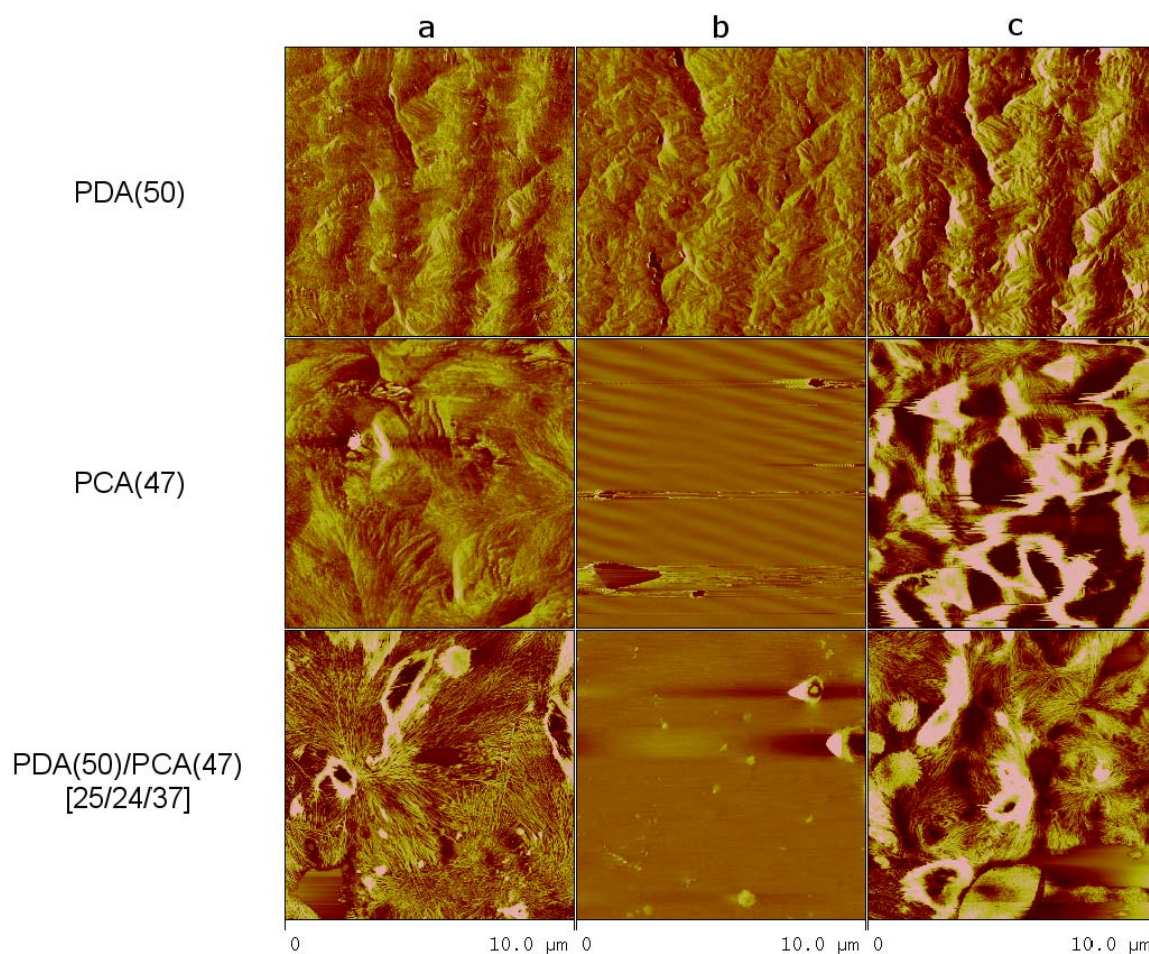 a b c
PDA(50)
PCA(47)
PDA(50)/PCA(47)
[25/24/37]
0 10.0 µm 0 10.0 µm 0 10.0 µm